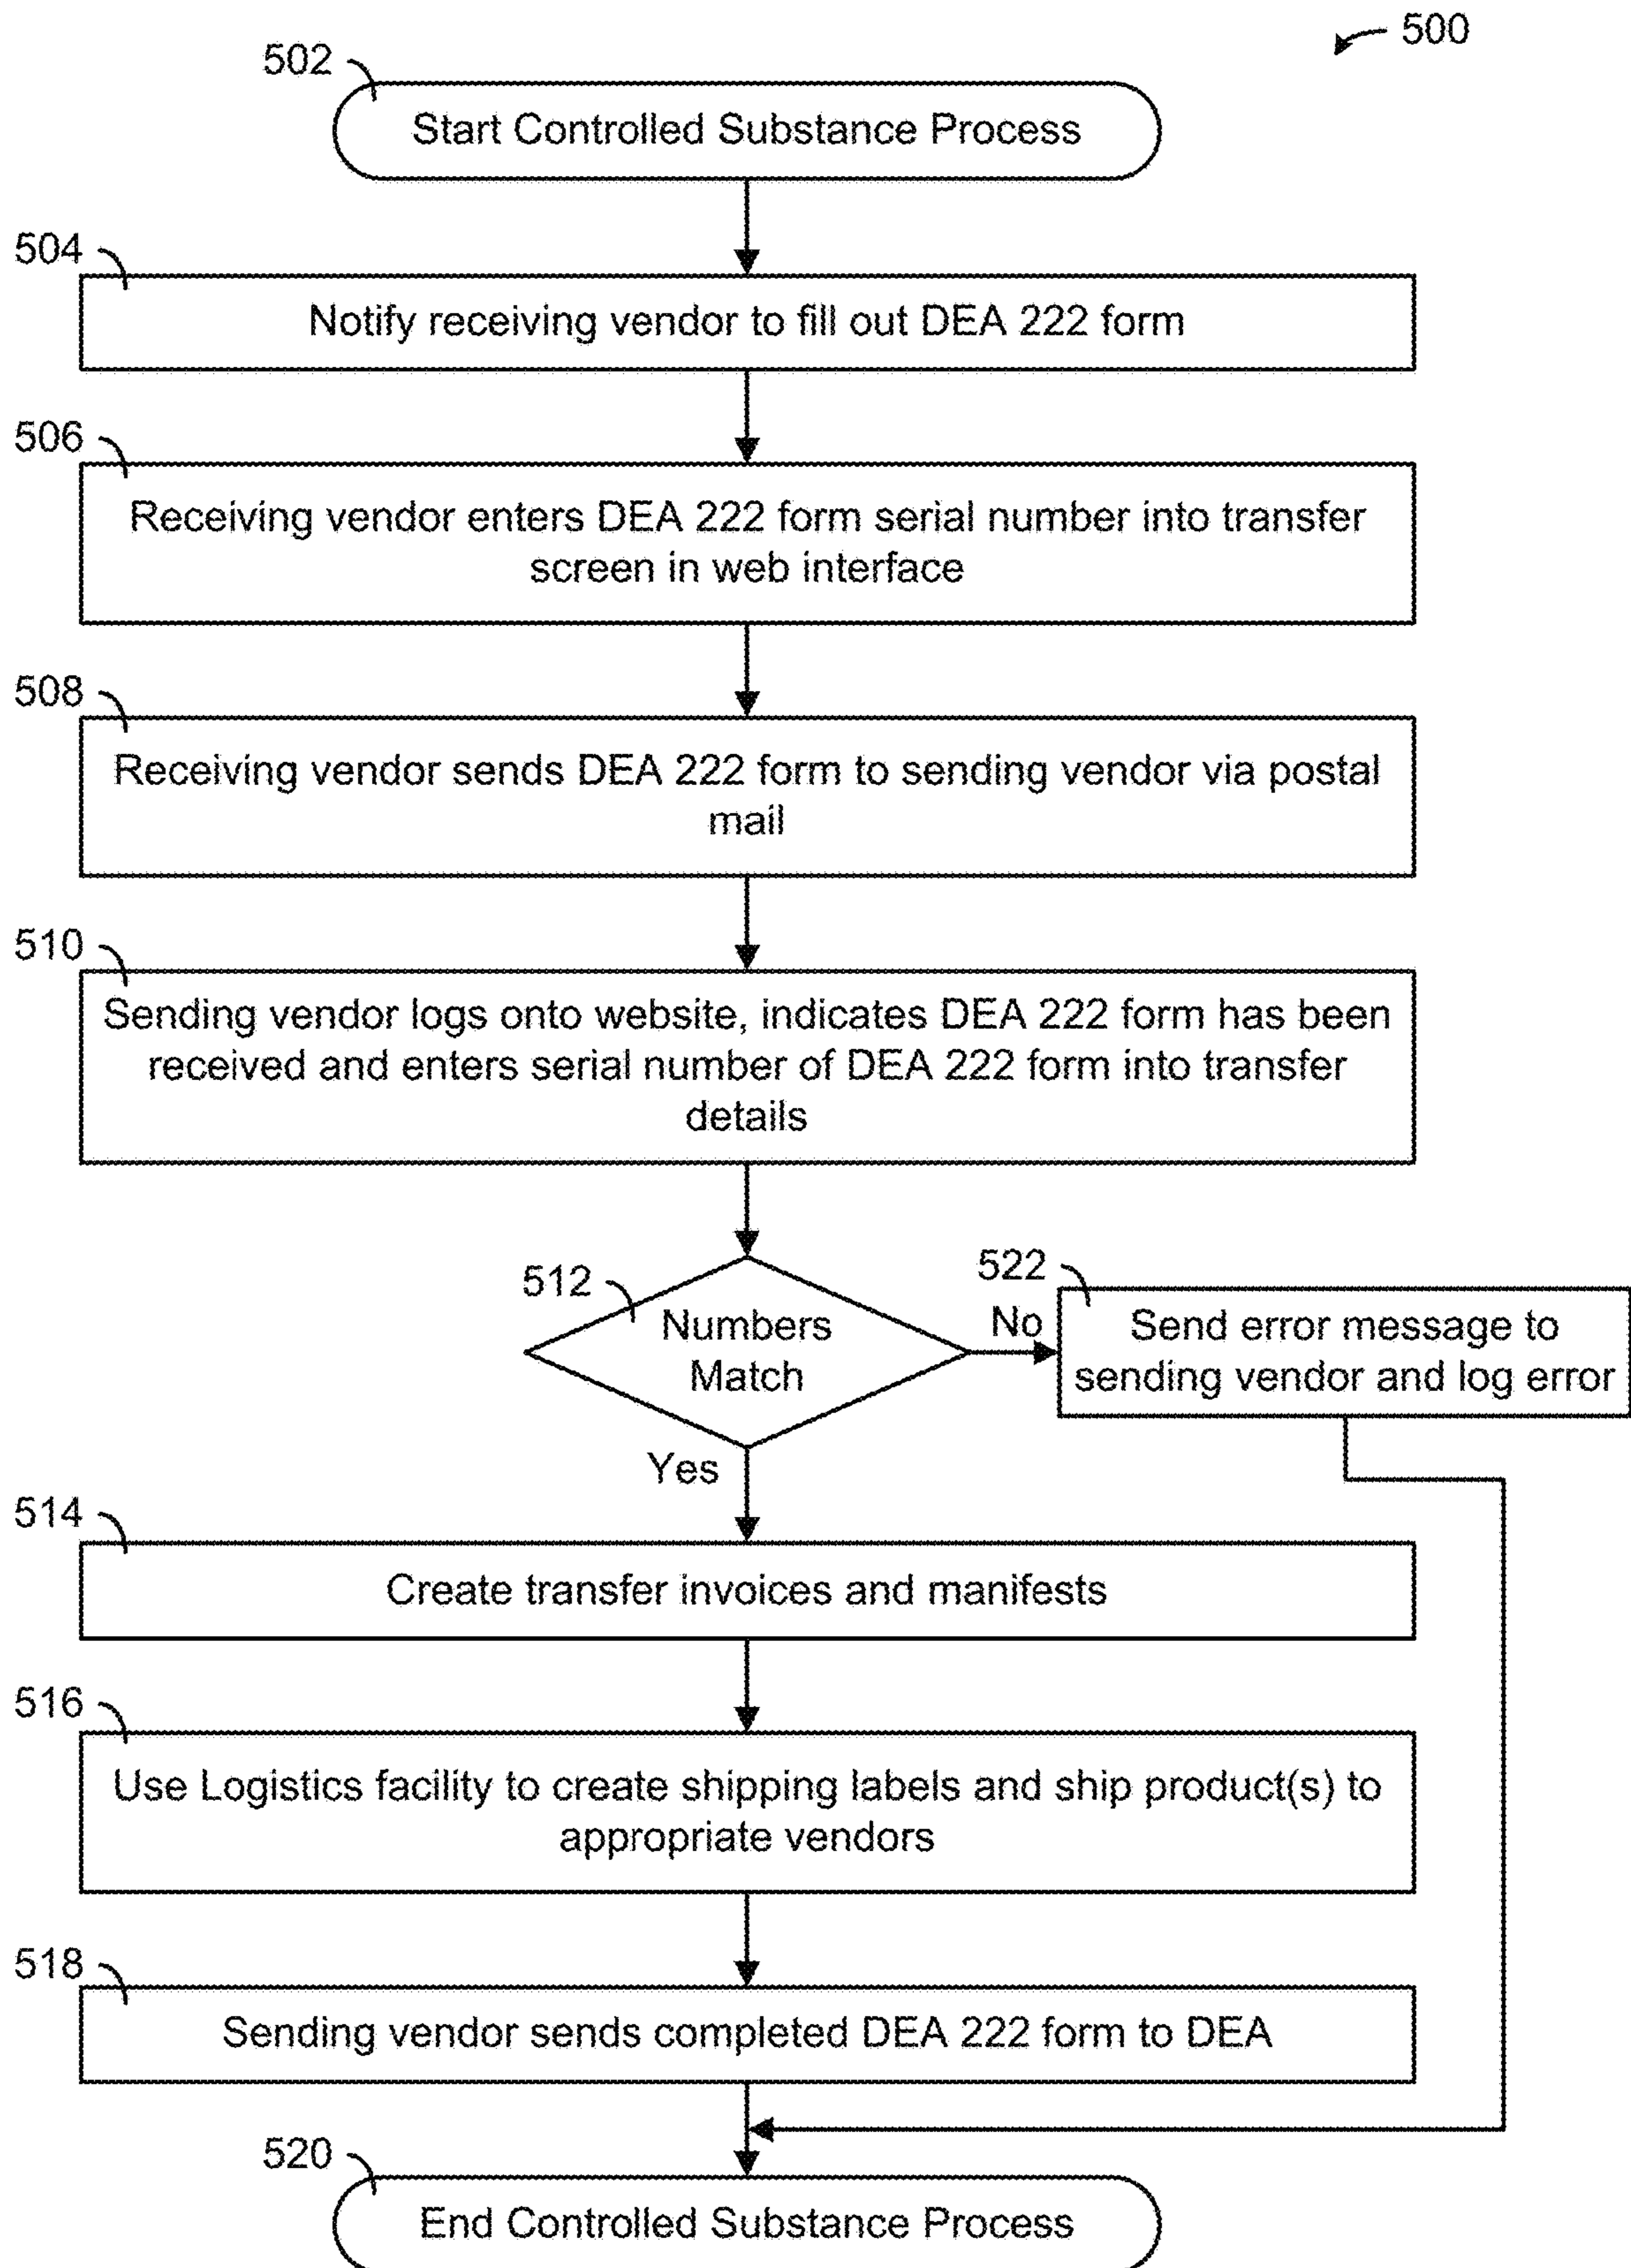 500
502
Start Controlled Substance Process
504
Notify receiving vendor to fill out DEA 222 form
506
Receiving vendor enters DEA 222 form serial number into transfer
screen in web interface
508
Receiving vendor sends DEA 222 form to sending vendor via postal
mail
510
Sending vendor logs onto website, indicates DEA 222 form has been
received and enters serial number of DEA 222 form into transfer
details
512
Numbers
Match
No
522
Send error message to
sending vendor and log error
Yes
514
Create transfer invoices and manifests
516
Use Logistics facility to create shipping labels and ship product(s) to
appropriate vendors
518
Sending vendor sends completed DEA 222 form to DEA
520
End Controlled Substance Process